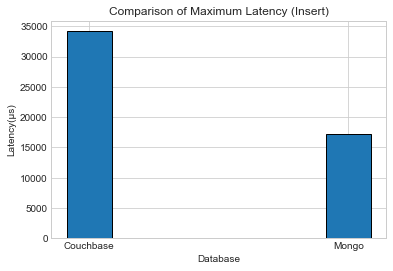 Comparison of Maximum Latency (Insert)
35000
30000
25000
20000
15000
10000
5000
0
Latency(µs)
Couchbase
Mongo
Database